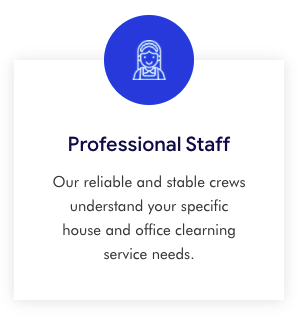 Professional Staff
Our reliable and stable crews
understand your specific
house and office clearning
service needs.